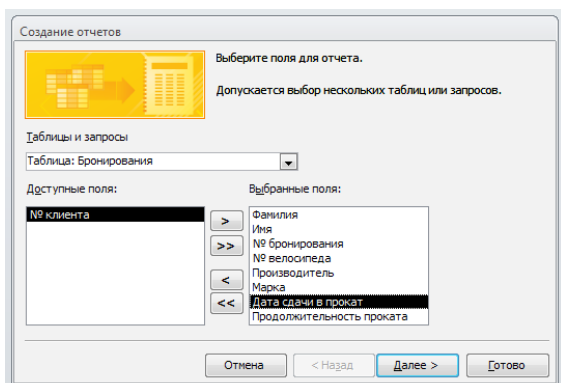 Создание отчетов
Выберите поля для отчета.
Допускается выбор нескольких таблиц или запросов.
Таблицы и запросы
Таблица: Бронирования
Доступные поля:
Выбранные поля:
№ клиента
>
>>
<
<<
Фамилия
Имя
№ бронирования
№ велосипеда
Производитель
Марка
Дата сдачи в прокат
Продолжительность проката
Отмена
< Назад
Далее >
Готово